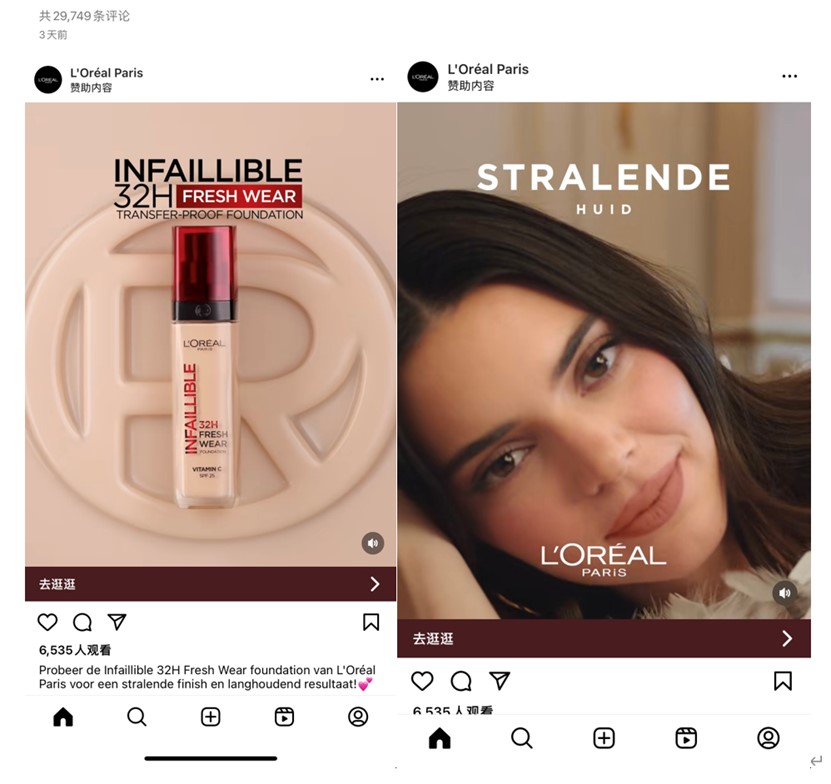 共 29,749 条评论
3天前
L'ORÉAL
L'Oréal Paris
赞助内容
INFAILLIBLE
32H FRESH WEAR
TRANSFER-PROOF FOUNDATION
L'ORÉAL
PARIS
INFAILLIBLE
32H
FRESH
WEAR
FOUNDATION
VITAMIN C
SPF 25
去逛逛
6,535人观看
Probeer de Infaillible 32H Fresh Wear foundation van L'Oréal
Paris voor een stralende finish en langhoudend resultaat!💕
L'ORÉAL
L'Oréal Paris
赞助内容
STRALENDE
HUID
L'ORÉAL
PARIS
去逛逛
6,535人观看